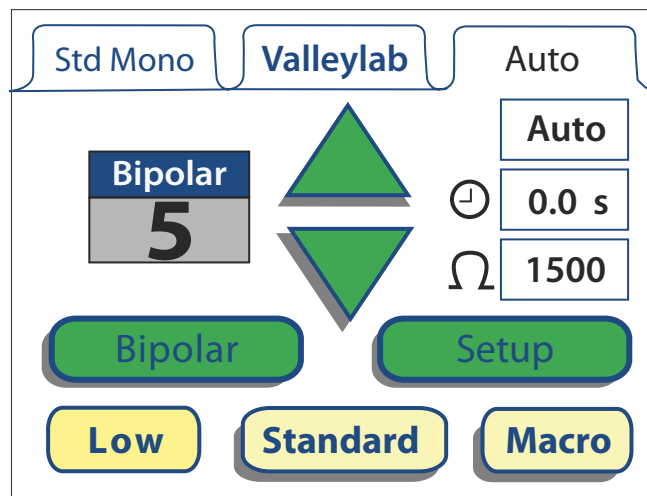 Std Mono
Valleylab
Auto
Auto
Bipolar
5
0.0 s
Ω 1500
Bipolar
Setup
Low
Standard
Macro